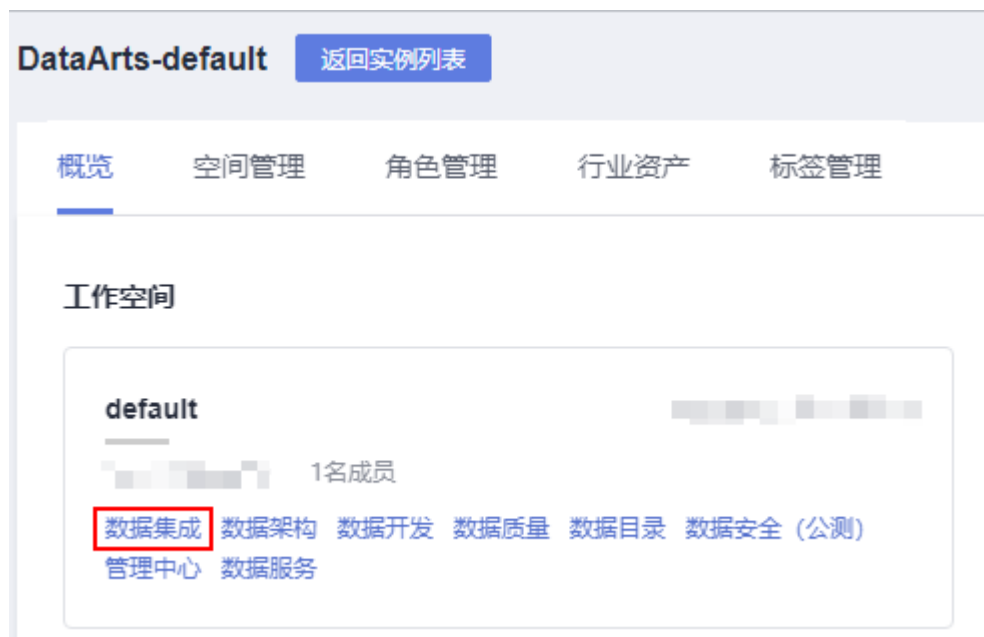 DataArts-default 返回实例列表
概览 空间管理 角色管理 行业资产 标签管理
工作空间
default
1名成员
数据集成 数据架构 数据开发 数据质量 数据目录 数据安全 (公测)
管理中心 数据服务